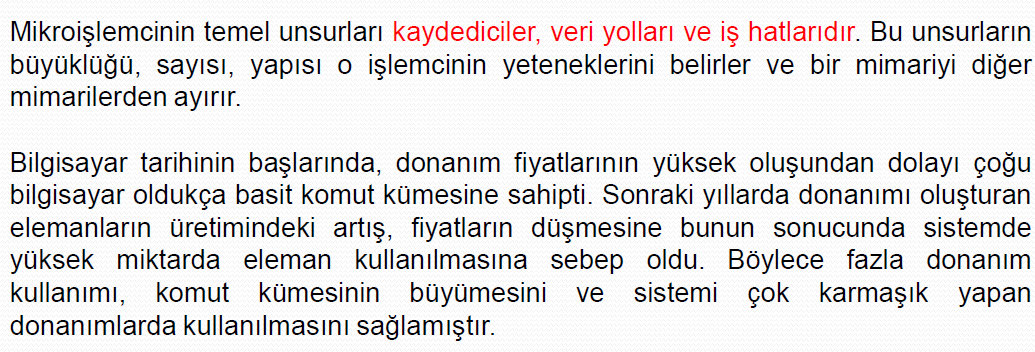 Mikroişlemcinin temel unsurları kaydediciler, veri yolları ve iş hatlarıdır. Bu unsurların
büyüklüğü, sayısı, yapısı o işlemcinin yeteneklerini belirler ve bir mimariyi diğer
mimarilerden ayırır.
Bilgisayar tarihinin başlarında, donanım fiyatlarının yüksek oluşundan dolayı çoğu
bilgisayar oldukça basit komut kümesine sahipti. Sonraki yıllarda donanımı oluşturan
elemanların üretimindeki artış, fiyatların düşmesine bunun sonucunda sistemde
yüksek miktarda eleman kullanılmasına sebep oldu. Böylece fazla donanım
kullanımı, komut kümesinin büyümesini ve sistemi çok karmaşık yapan
donanımlarda kullanılmasını sağlamıştır.